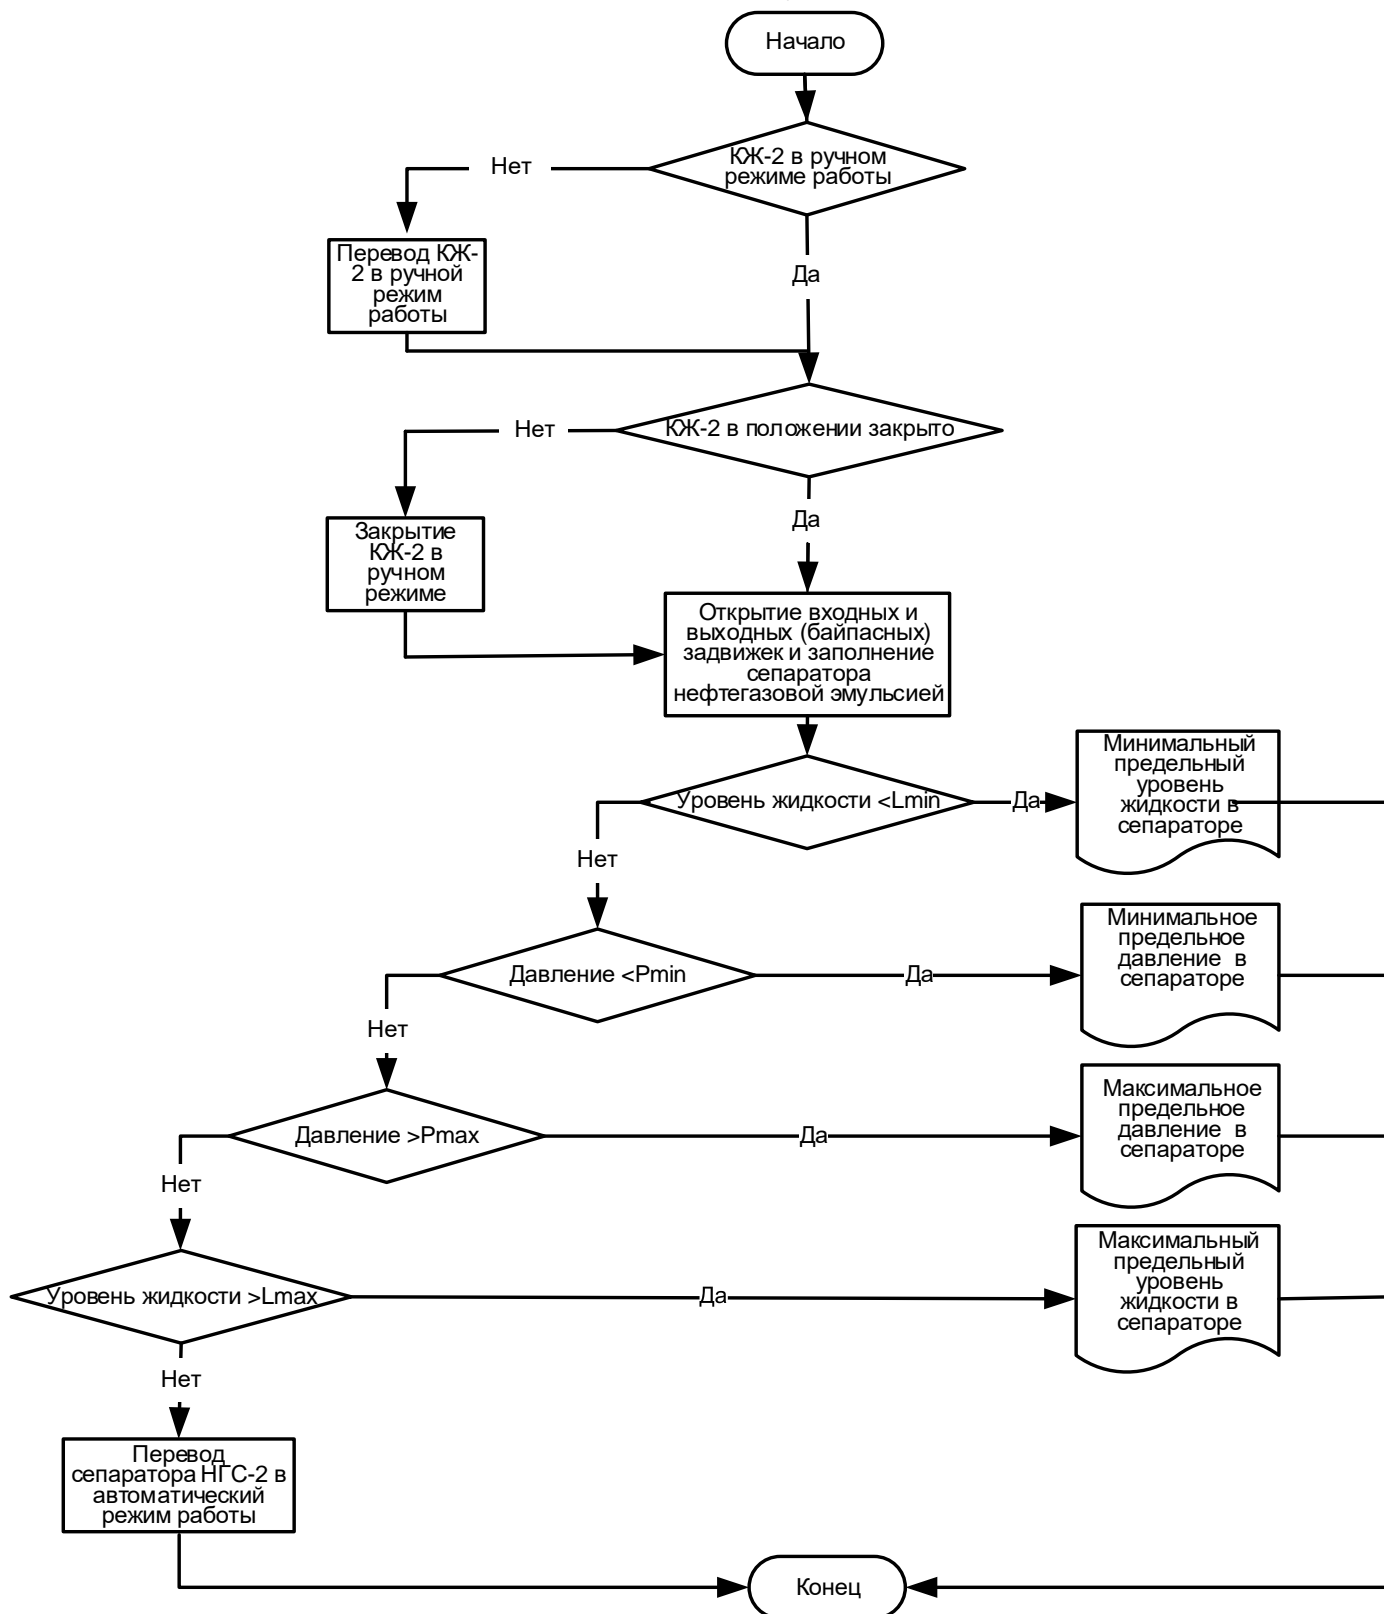 Начало
КЖ-2 в ручном
режиме работы
Нет
Перевод КЖ-
2 в ручной
режим
работы
Да
КЖ-2 в положении закрыто
Нет
Закрытие
КЖ-2 в
ручном
режиме
Да
Открытие входных и
выходных (байпасных)
задвижек и заполнение
сепаратора
нефтегазовой эмульсией
Уровень жидкости <Lmin
Да
Минимальный
предельный
уровень
жидкости в
сепараторе
Нет
Давление <Pmin
Да
Минимальное
предельное
давление в
сепараторе
Нет
Давление >Pmax
Да
Максимальное
предельное
давление в
сепараторе
Нет
Уровень жидкости >Lmax
Да
Максимальный
предельный
уровень
жидкости в
сепараторе
Нет
Перевод
сепаратора НГС-2 в
автоматический
режим работы
Конец